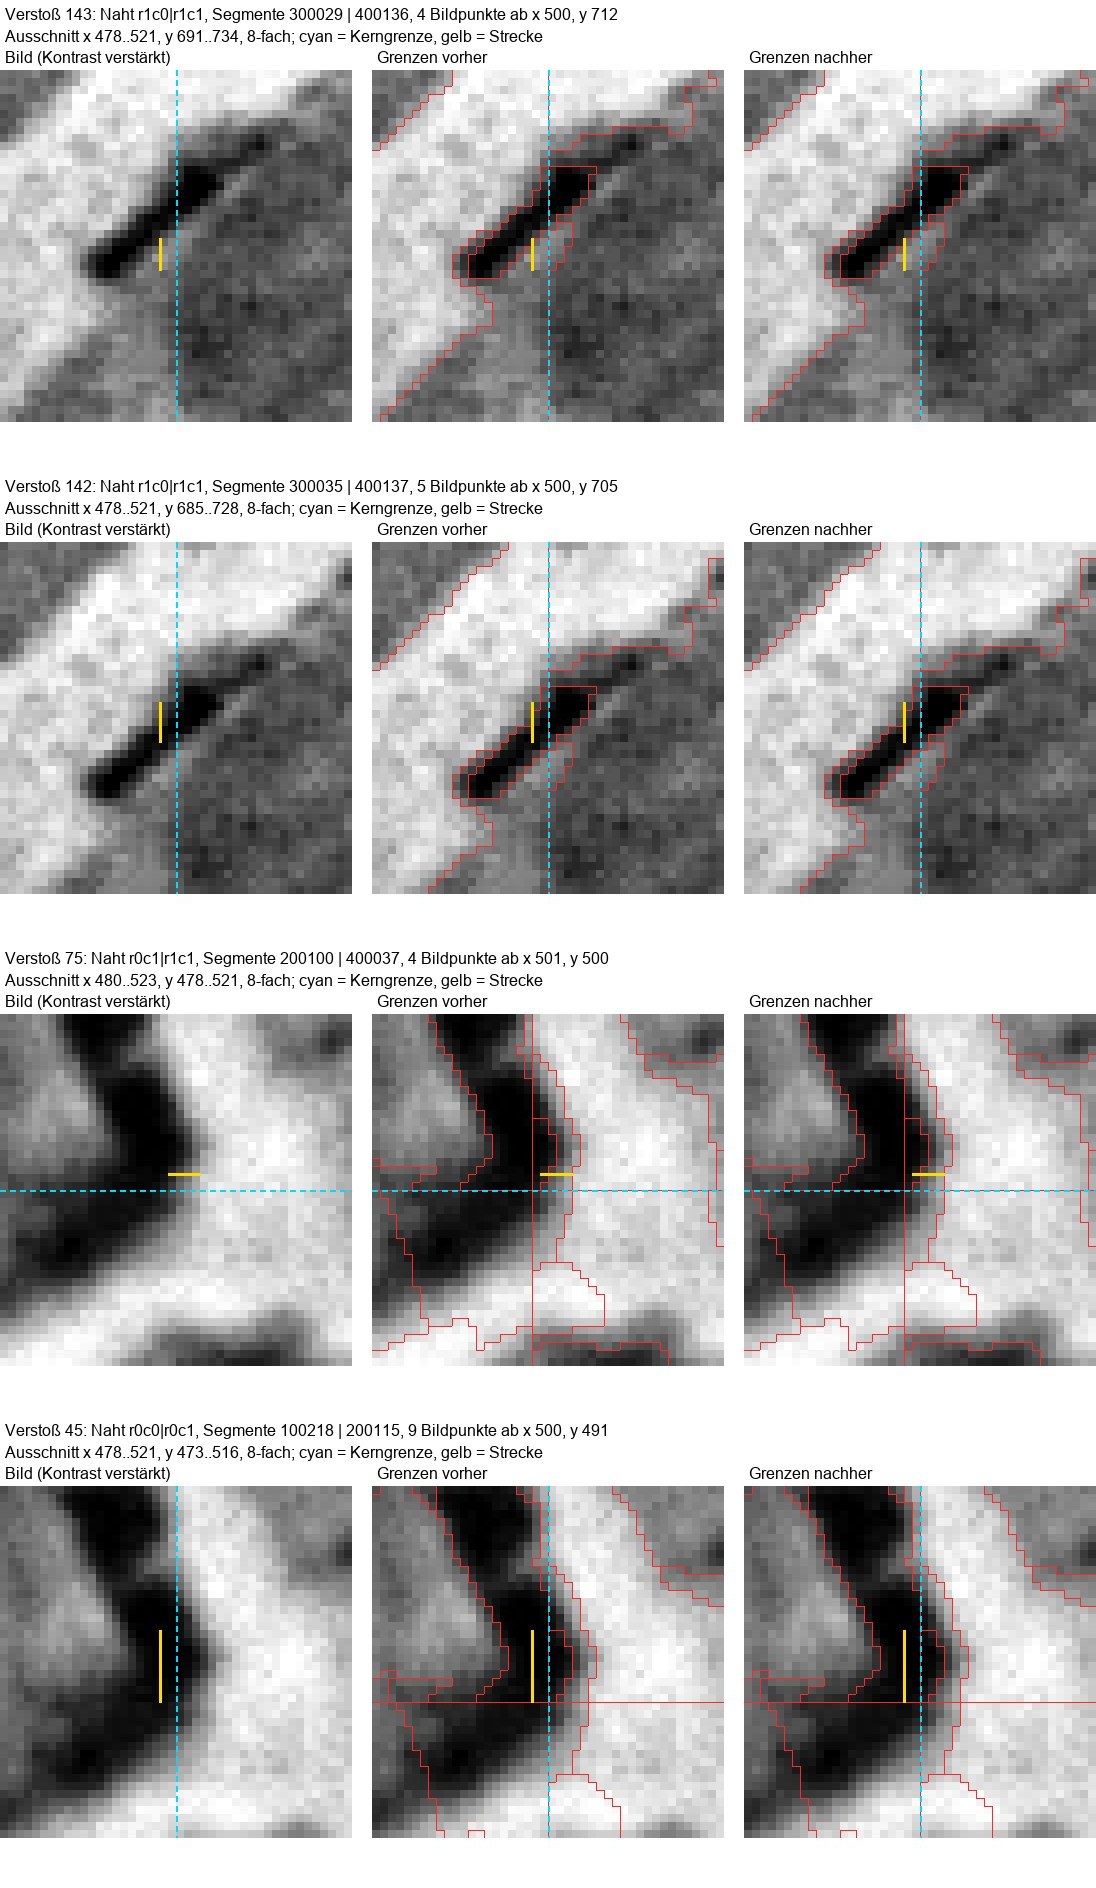 Verstoß 143: Naht r1c0|r1c1, Segmente 300029 | 400136, 4 Bildpunkte ab x 500, y 712
Ausschnitt x 478..521, y 691..734, 8-fach; cyan = Kerngrenze, gelb = Strecke
Bild (Kontrast verstärkt) Grenzen vorher Grenzen nachher
Verstoß 142: Naht r1c0|r1c1, Segmente 300035 | 400137, 5 Bildpunkte ab x 500, y 705
Ausschnitt x 478..521, y 685..728, 8-fach; cyan = Kerngrenze, gelb = Strecke
Bild (Kontrast verstärkt) Grenzen vorher Grenzen nachher
Verstoß 75: Naht r0c1|r1c1, Segmente 200100 | 400037, 4 Bildpunkte ab x 501, y 500
Ausschnitt x 480..523, y 478..521, 8-fach; cyan = Kerngrenze, gelb = Strecke
Bild (Kontrast verstärkt) Grenzen vorher Grenzen nachher
Verstoß 45: Naht r0c0|r0c1, Segmente 100218 | 200115, 9 Bildpunkte ab x 500, y 491
Ausschnitt x 478..521, y 473..516, 8-fach; cyan = Kerngrenze, gelb = Strecke
Bild (Kontrast verstärkt) Grenzen vorher Grenzen nachher